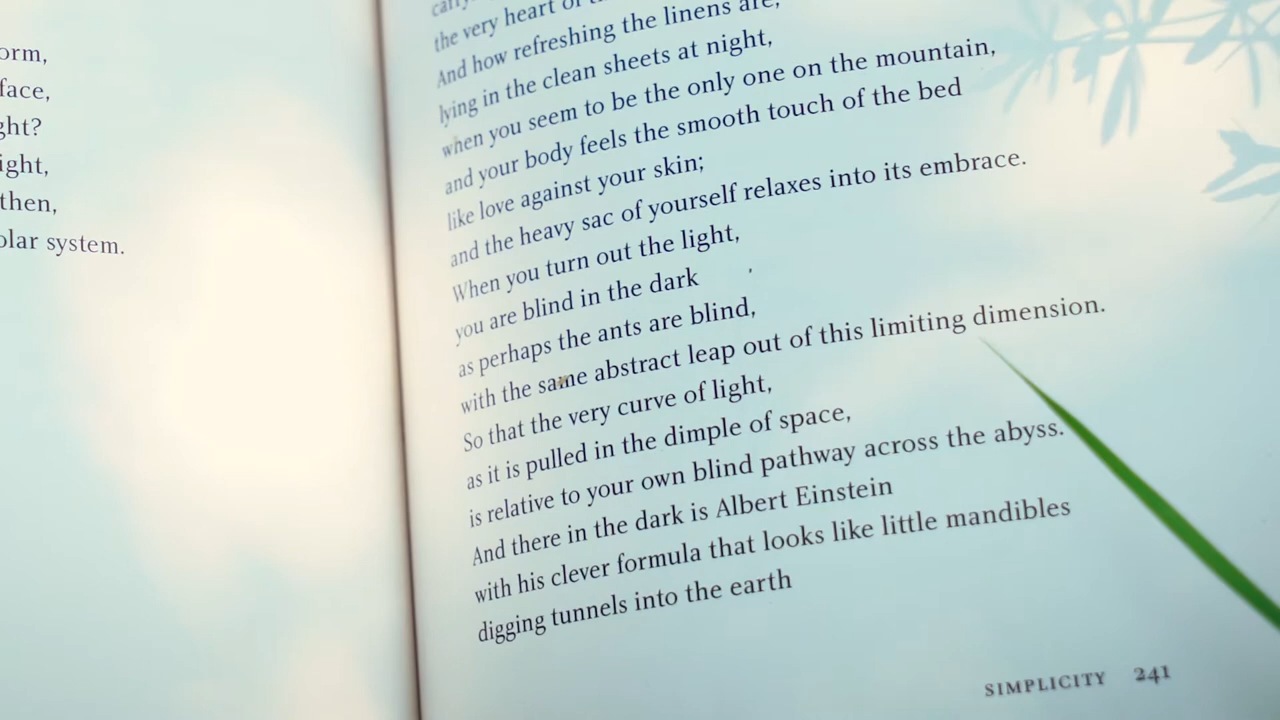 orm,
face,
ght?
ight,
then,
olar system.
the very heart of
And how refreshing the linens are,
lying in the clean sheets at night,
when you seem to be the only one on the mountain,
and your body feels the smooth touch of the bed
like love against your skin;
and the heavy sac of yourself relaxes into its embrace.
When you turn out the light,
you are blind in the dark
as perhaps the ants are blind,
with the same abstract leap out of this limiting dimension.
So that the very curve of light,
as it is pulled in the dimple of space,
is relative to your own blind pathway across the abyss.
And there in the dark is Albert Einstein
with his clever formula that looks like little mandibles
digging tunnels into the earth
SIMPLICITY 241